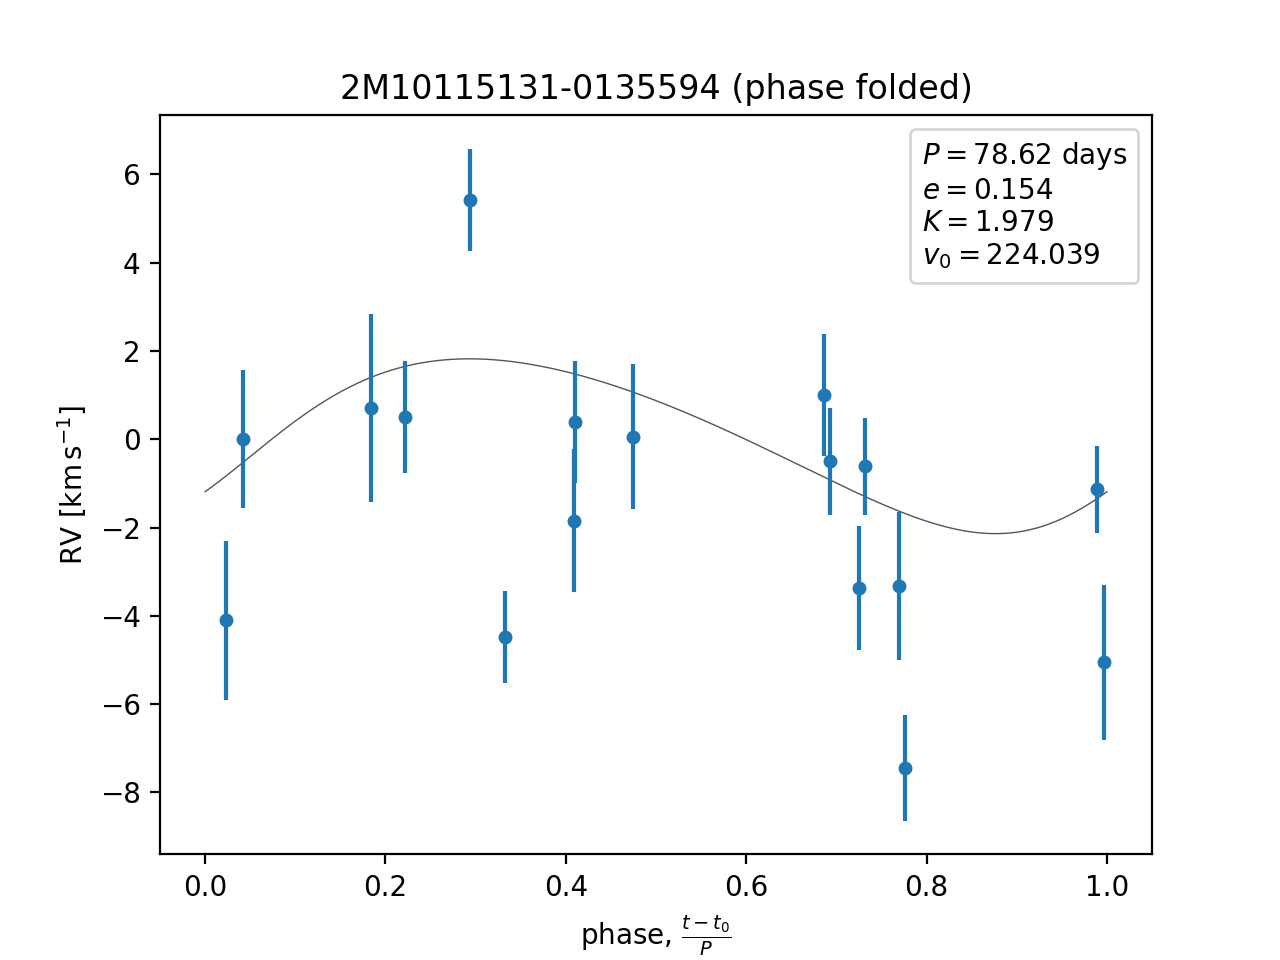 2M10115131-0135594 (phase folded)
P = 78.62 days
e = 0.154
K = 1.979
v₀ = 224.039
6
4
2
0
−2
−4
−6
−8
RV [km s⁻¹]
0.0 0.2 0.4 0.6 0.8 1.0
phase, (t − t₀)/P